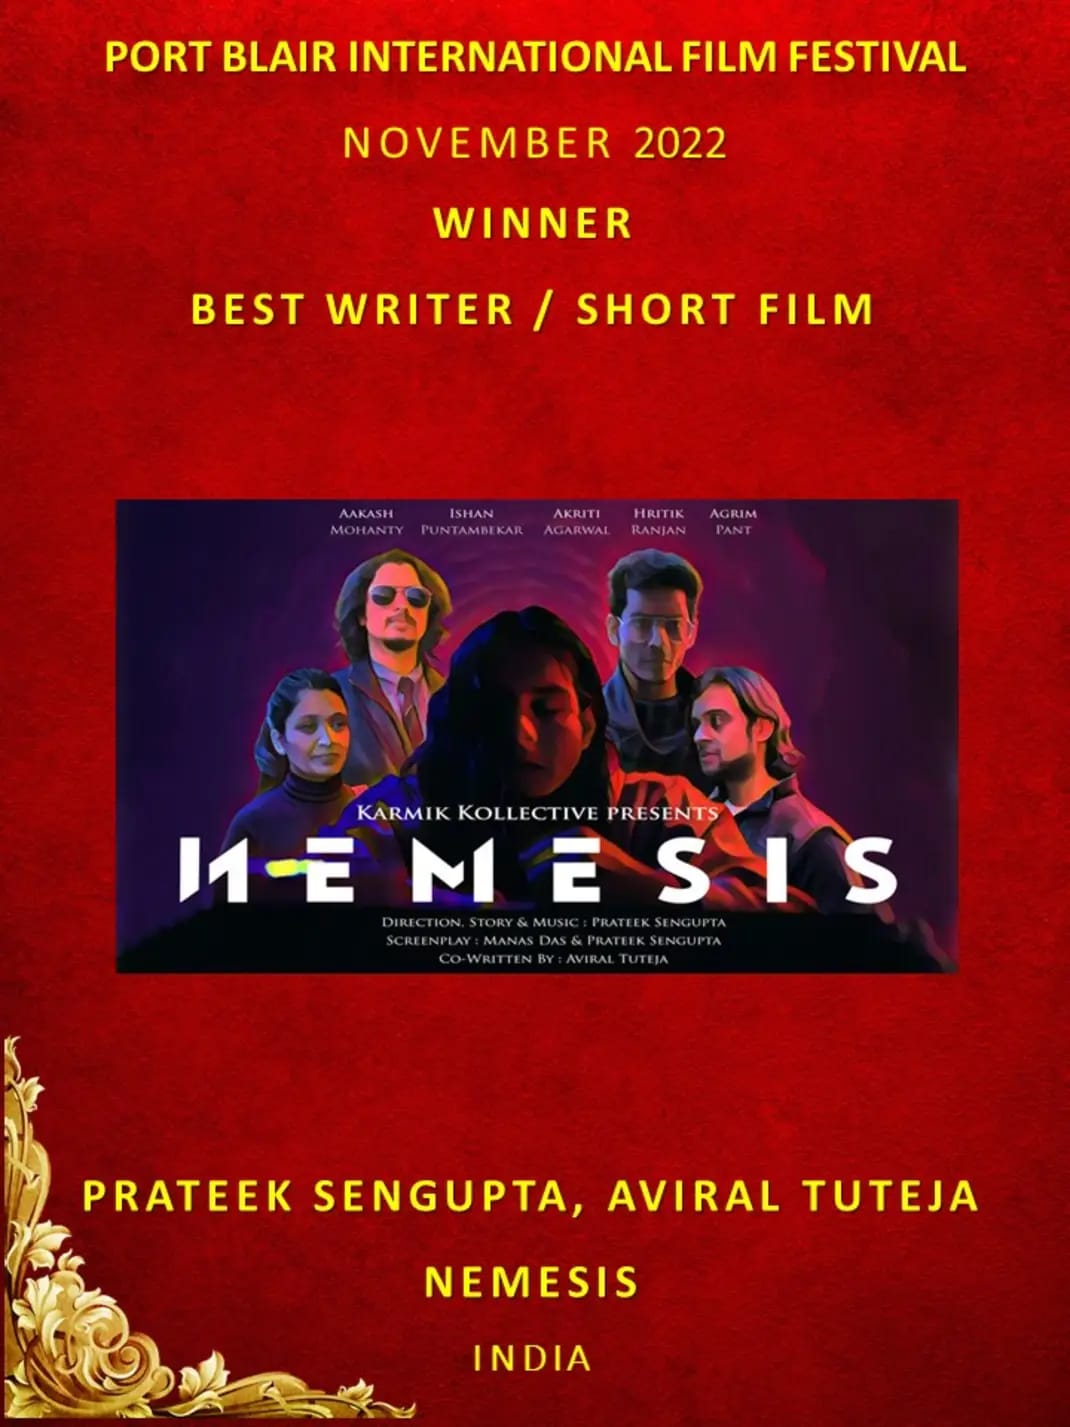 PORT BLAIR INTERNATIONAL FILM FESTIVAL
NOVEMBER 2022
WINNER
BEST WRITER / SHORT FILM
AAKASH ISHAN AKRITI HRITIK AGRIM
MOHANTY PUNTAMBEKAR AGARWAL RANJAN PANT
KARMIK KOLLECTIVE PRESENTS
NEMESIS
DIRECTION, STORY & MUSIC : PRATEEK SENGUPTA
SCREENPLAY : MANAS DAS & PRATEEK SENGUPTA
CO-WRITTEN BY : AVIRAL TUTEJA
PRATEEK SENGUPTA, AVIRAL TUTEJA
NEMESIS
INDIA